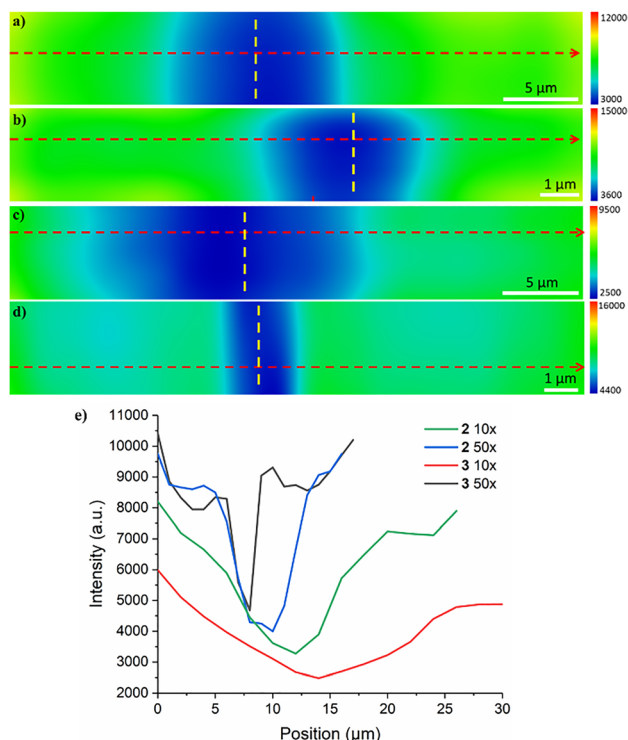 a)
12000
5 µm
3000
b)
15000
1 µm
3600
c)
9500
5 µm
2500
d)
16000
1 µm
4400
e)
11000
10000
9000
8000
7000
6000
5000
4000
3000
2000
Intensity (a.u.)
2 10x
2 50x
3 10x
3 50x
0 5 10 15 20 25 30
Position (µm)